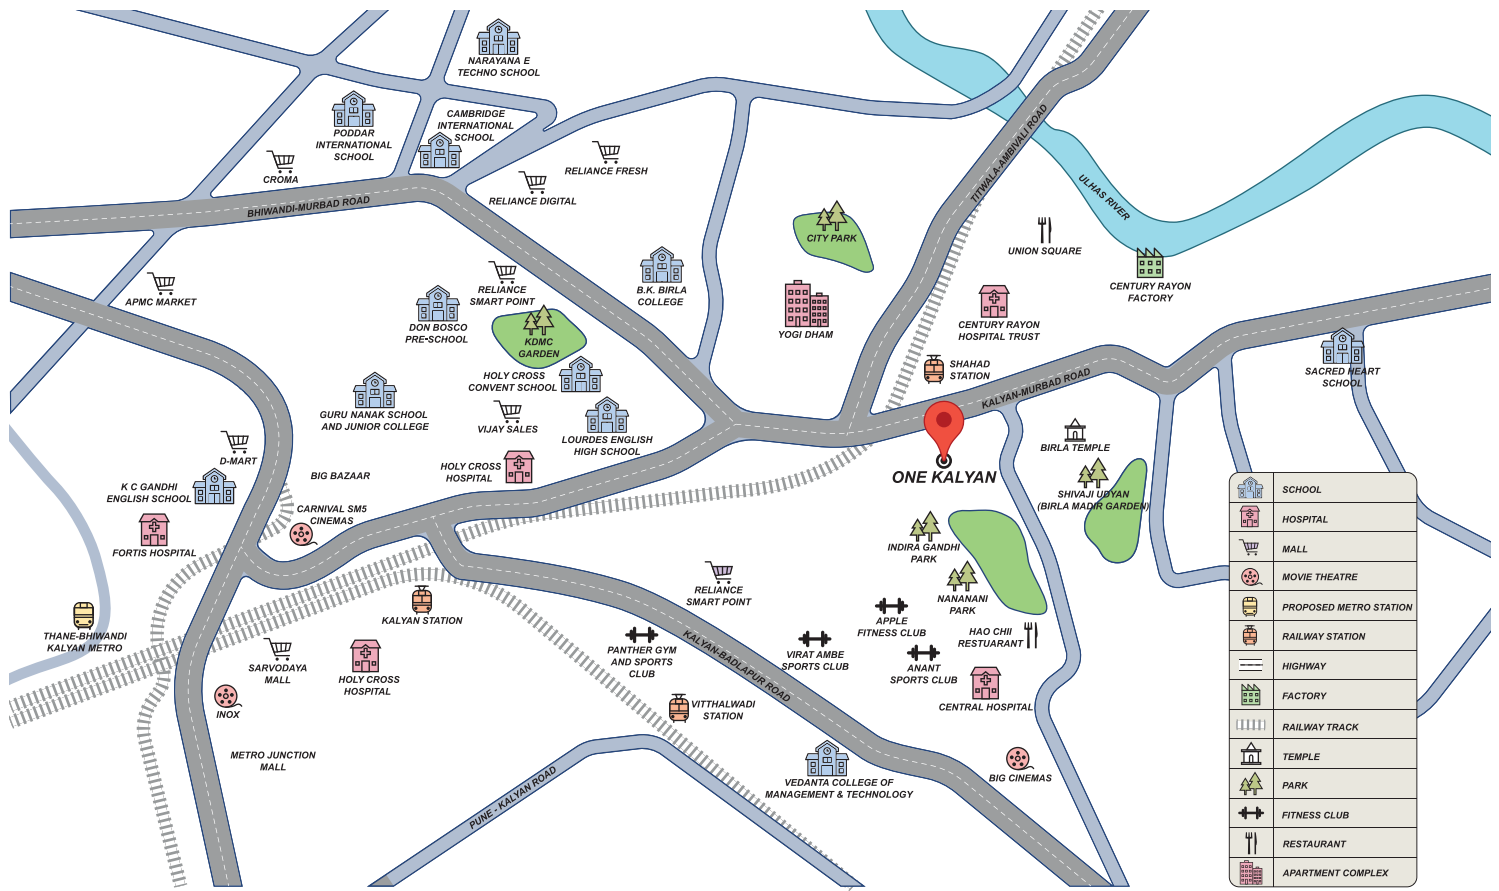 NARAYANA E
TECHNO SCHOOL
CAMBRIDGE
INTERNATIONAL
SCHOOL
PODDAR
INTERNATIONAL
SCHOOL
CROMA
RELIANCE FRESH
RELIANCE DIGITAL
BHIWANDI-MURBAD ROAD
TITWALA-AMBIVALI ROAD
ULHAS RIVER
CITY PARK
UNION SQUARE
APMC MARKET
RELIANCE
SMART POINT
B.K. BIRLA
COLLEGE
CENTURY RAYON
FACTORY
DON BOSCO
PRE-SCHOOL
KDMC
GARDEN
YOGI DHAM
CENTURY RAYON
HOSPITAL TRUST
HOLY CROSS
CONVENT SCHOOL
SHAHAD
STATION
KALYAN-MURBAD ROAD
SACRED HEART
SCHOOL
GURU NANAK SCHOOL
AND JUNIOR COLLEGE
VIJAY SALES
LOURDES ENGLISH
HIGH SCHOOL
BIRLA TEMPLE
D-MART
BIG BAZAAR
HOLY CROSS
HOSPITAL
ONE KALYAN
K C GANDHI
ENGLISH SCHOOL
SHIVAJI UDYAN
(BIRLA MADIR GARDEN)
CARNIVAL SM5
CINEMAS
FORTIS HOSPITAL
INDIRA GANDHI
PARK
NANANANI
PARK
RELIANCE
SMART POINT
KALYAN STATION
APPLE
FITNESS CLUB
HAO CHII
RESTUARANT
THANE-BHIWANDI
KALYAN METRO
SARVODAYA
MALL
HOLY CROSS
HOSPITAL
PANTHER GYM
AND SPORTS
CLUB
KALYAN-BADLAPUR ROAD
VIRAT AMBE
SPORTS CLUB
ANANT
SPORTS CLUB
INOX
VITTHALWADI
STATION
CENTRAL HOSPITAL
METRO JUNCTION
MALL
PUNE - KALYAN ROAD
VEDANTA COLLEGE OF
MANAGEMENT & TECHNOLOGY
BIG CINEMAS
SCHOOL
HOSPITAL
MALL
MOVIE THEATRE
PROPOSED METRO STATION
RAILWAY STATION
HIGHWAY
FACTORY
RAILWAY TRACK
TEMPLE
PARK
FITNESS CLUB
RESTAURANT
APARTMENT COMPLEX